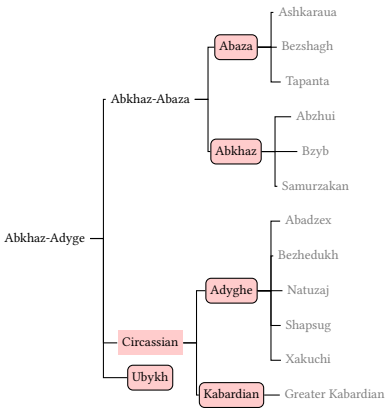 Ashkaraua
Abaza
Bezshagh
Tapanta
Abkhaz-Abaza
Abzhui
Abkhaz
Bzyb
Samurzakan
Abkhaz-Adyge
Abadzex
Bezhedukh
Adyghe
Natuzaj
Shapsug
Circassian
Xakuchi
Ubykh
Kabardian
Greater Kabardian